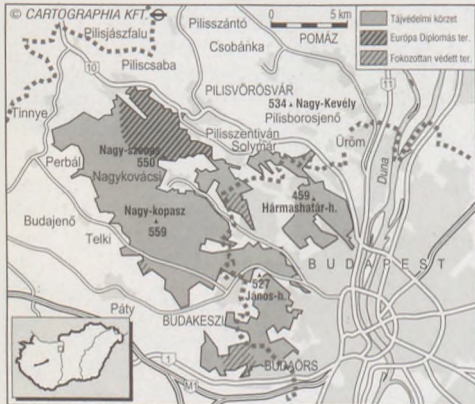 © CARTOGRAPHIA KFT.
0 5 km
Pilisszántó
Pilisjászfalu
Csobánka
POMÁZ
Tájvédelmi körzet
Európa Diplomás ter.
Fokozottan védett ter.
10
11
Piliscsaba
PILISVÖRÖSVÁR
534 Nagy-Kevély
Tinnye
Pilisborosjenő
Pilisszentiván
Solymár
Üröm
Duna
Nagy-szénás
550
Perbál
Nagykovácsi
459
Hármashatár-h.
Budajenő
Nagy-kopasz
559
Telki
BUDAPEST
527
János-h.
Páty
BUDAKESZI
BUDAÖRS
1
M1